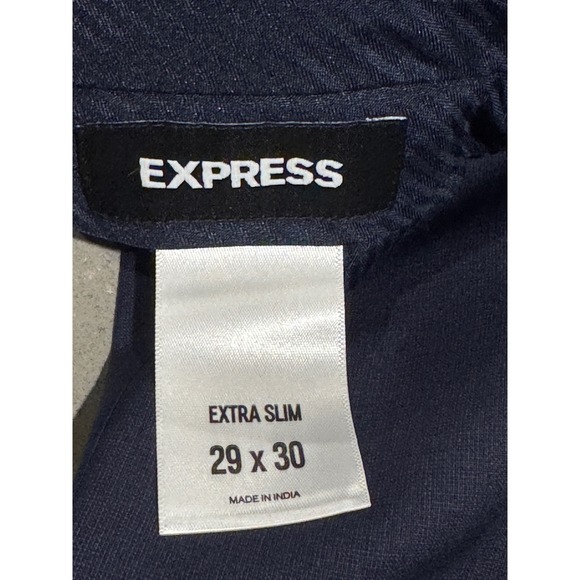 EXPRESS
EXTRA SLIM
29 x 30
MADE IN INDIA